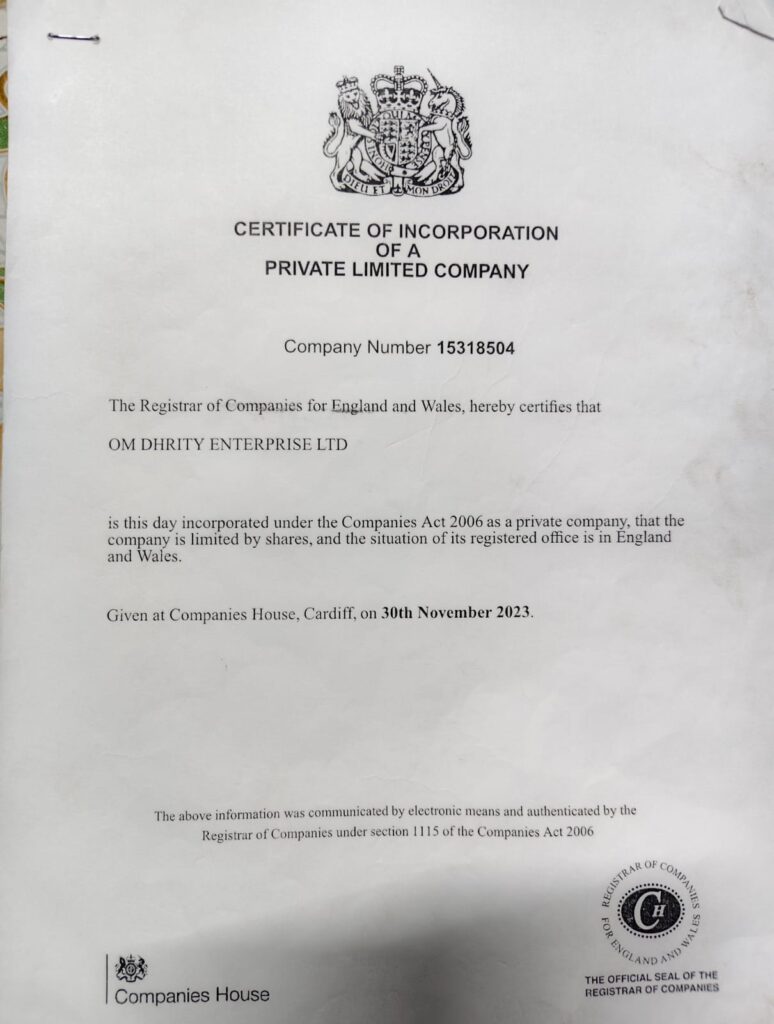 DIEU ET MON DROIT
CERTIFICATE OF INCORPORATION
OF A
PRIVATE LIMITED COMPANY
Company Number 15318504
The Registrar of Companies for England and Wales, hereby certifies that
OM DHRITY ENTERPRISE LTD
is this day incorporated under the Companies Act 2006 as a private company, that the
company is limited by shares, and the situation of its registered office is in England
and Wales.
Given at Companies House, Cardiff, on 30th November 2023.
The above information was communicated by electronic means and authenticated by the
Registrar of Companies under section 1115 of the Companies Act 2006
REGISTRAR OF COMPANIES
FOR ENGLAND AND WALES
CH
THE OFFICIAL SEAL OF THE
REGISTRAR OF COMPANIES
Companies House